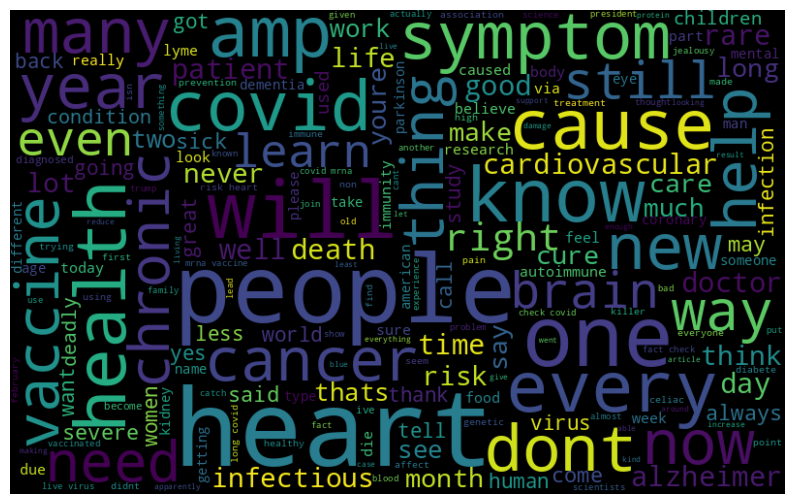 many
amp
symptom
got
work
children
given
actually
association
science
president
protein
rare
back
really
lyme
patient
life
youre
good
caused
via
body
part
mental
long
year
covid
thing
still
isn
prevention
dementia
used
parkinson
believe
eye
jealousy
made
something
condition
two
sick
learn
make
high
support
treatment
thought
looking
man
even
immune
research
another
cause
help
infection
diagnosed
going
look
never
known
covid mrna
risk heart
please
non
join
take
immunity
study
cardiovascular
damage
cant
result
lot
trump
great
will
old
let
know
care
much
coronary
different
vaccine
health
chronic
reduce
well
death
right
cure
feel
new
may
today
trying
age
first
mrna vaccine
least
american
experience
call
pain
autoimmune
someone
use
using
living
family
lead
find
people
brain
doctor
bad
way
want
deadly
less
world
show
sure
everything
time
say
problem
seem
one
check covid
killer
everyone
put
went
fact check
article
think
yes
name
cancer
risk
give
diabete
february
become
blue
type
thats
thank
food
every
celiac
day
women
kidney
catch
said
ive
almost
around
week
always
severe
vaccinated
long covid
fact
tell
genetic
virus
able
increase
due
need
getting
healthy
die
see
heart
dont
now
kind
point
making
case
affect
infectious
month
human
come
alzheimer
live virus
didnt
apparently
blood
scientists
enough
live